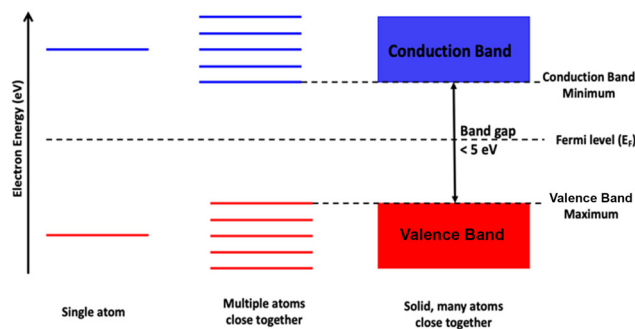 Electron Energy (eV)
Conduction Band
Conduction Band
Minimum
Band gap
< 5 eV
Fermi level (EF)
Valence Band
Maximum
Valence Band
Single atom
Multiple atoms
close together
Solid, many atoms
close together